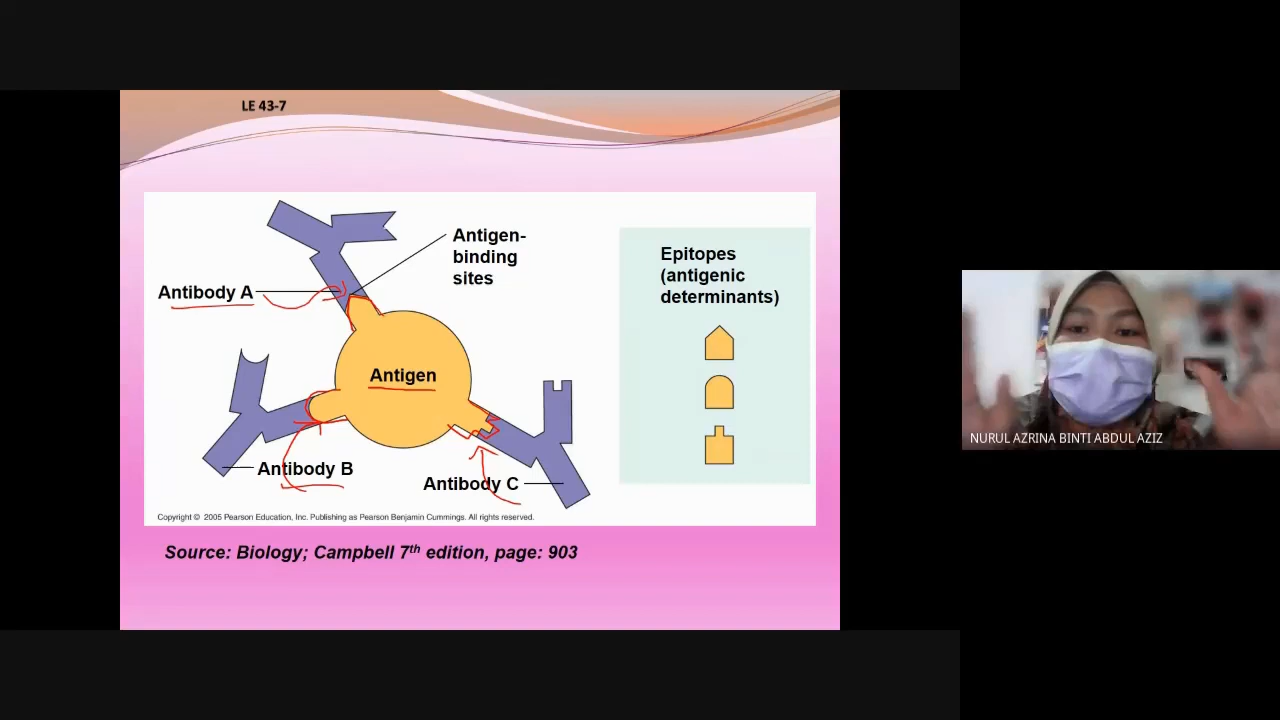 LE 43-7
Antigen-
binding
sites
Antibody A
Antigen
Antibody B
Antibody C
Epitopes
(antigenic
determinants)
Copyright © 2005 Pearson Education, Inc. Publishing as Pearson Benjamin Cummings. All rights reserved.
Source: Biology; Campbell 7th edition, page: 903
NURUL AZRINA BINTI ABDUL AZIZ